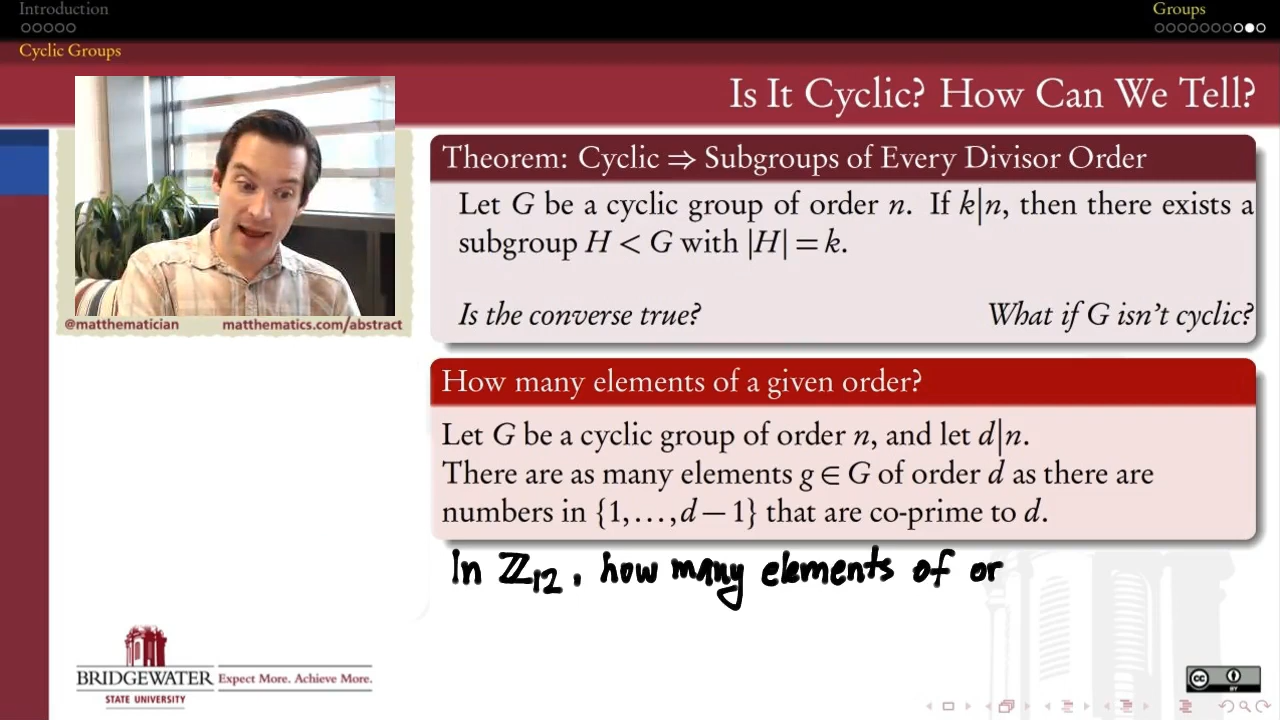 Introduction
Groups
Cyclic Groups
Is It Cyclic? How Can We Tell?
Theorem: Cyclic ⇒ Subgroups of Every Divisor Order
Let G be a cyclic group of order n. If k|n, then there exists a
subgroup H < G with |H| = k.
Is the converse true? What if G isn't cyclic?
@matthematician matthematics.com/abstract
How many elements of a given order?
Let G be a cyclic group of order n, and let d|n.
There are as many elements g ∈ G of order d as there are
numbers in {1,…,d − 1} that are co-prime to d.
In ℤ₁₂, how many elements of or
BRIDGEWATER
STATE UNIVERSITY
Expect More. Achieve More.
CC BY